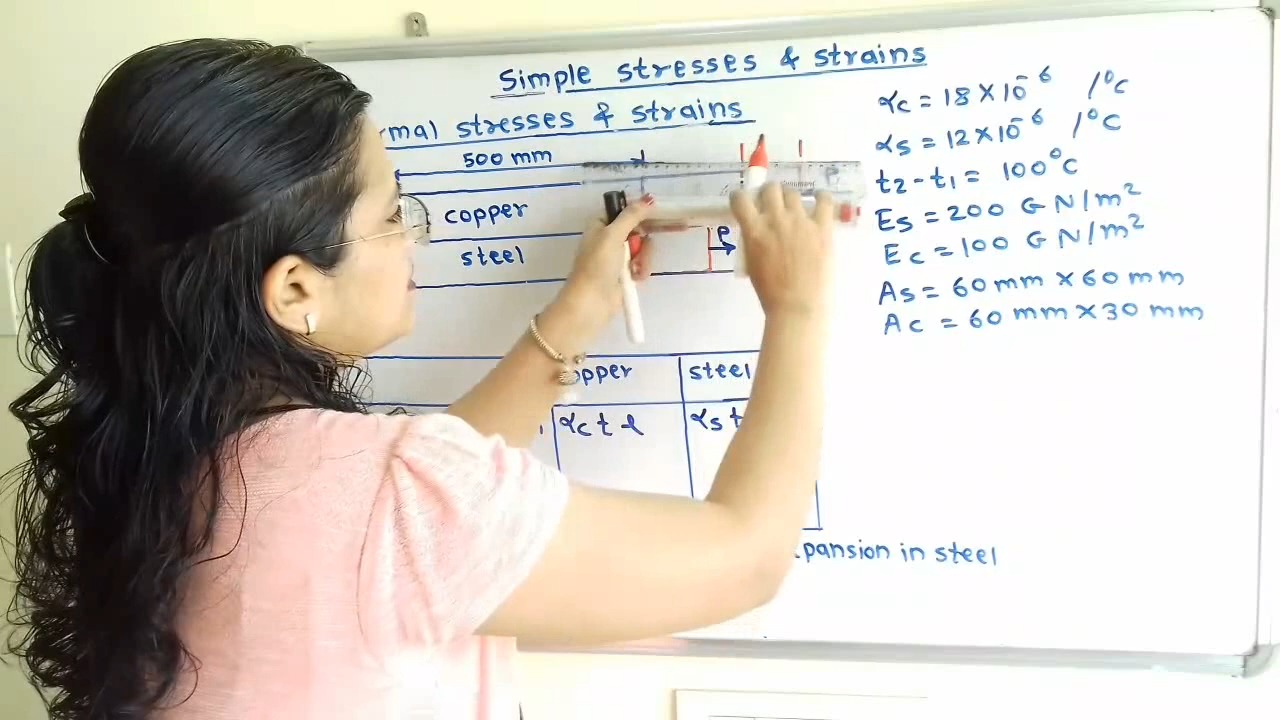 Simple stresses & strains
rmal stresses & strains
500 mm
copper
steel
P
αc = 18 × 10⁻⁶ /°C
αs = 12 × 10⁻⁶ /°C
t2 - t1 = 100°C
Es = 200 GN/m²
Ec = 100 GN/m²
As = 60 mm × 60 mm
Ac = 60 mm × 30 mm
opper steel
αc t l αs t
pansion in steel